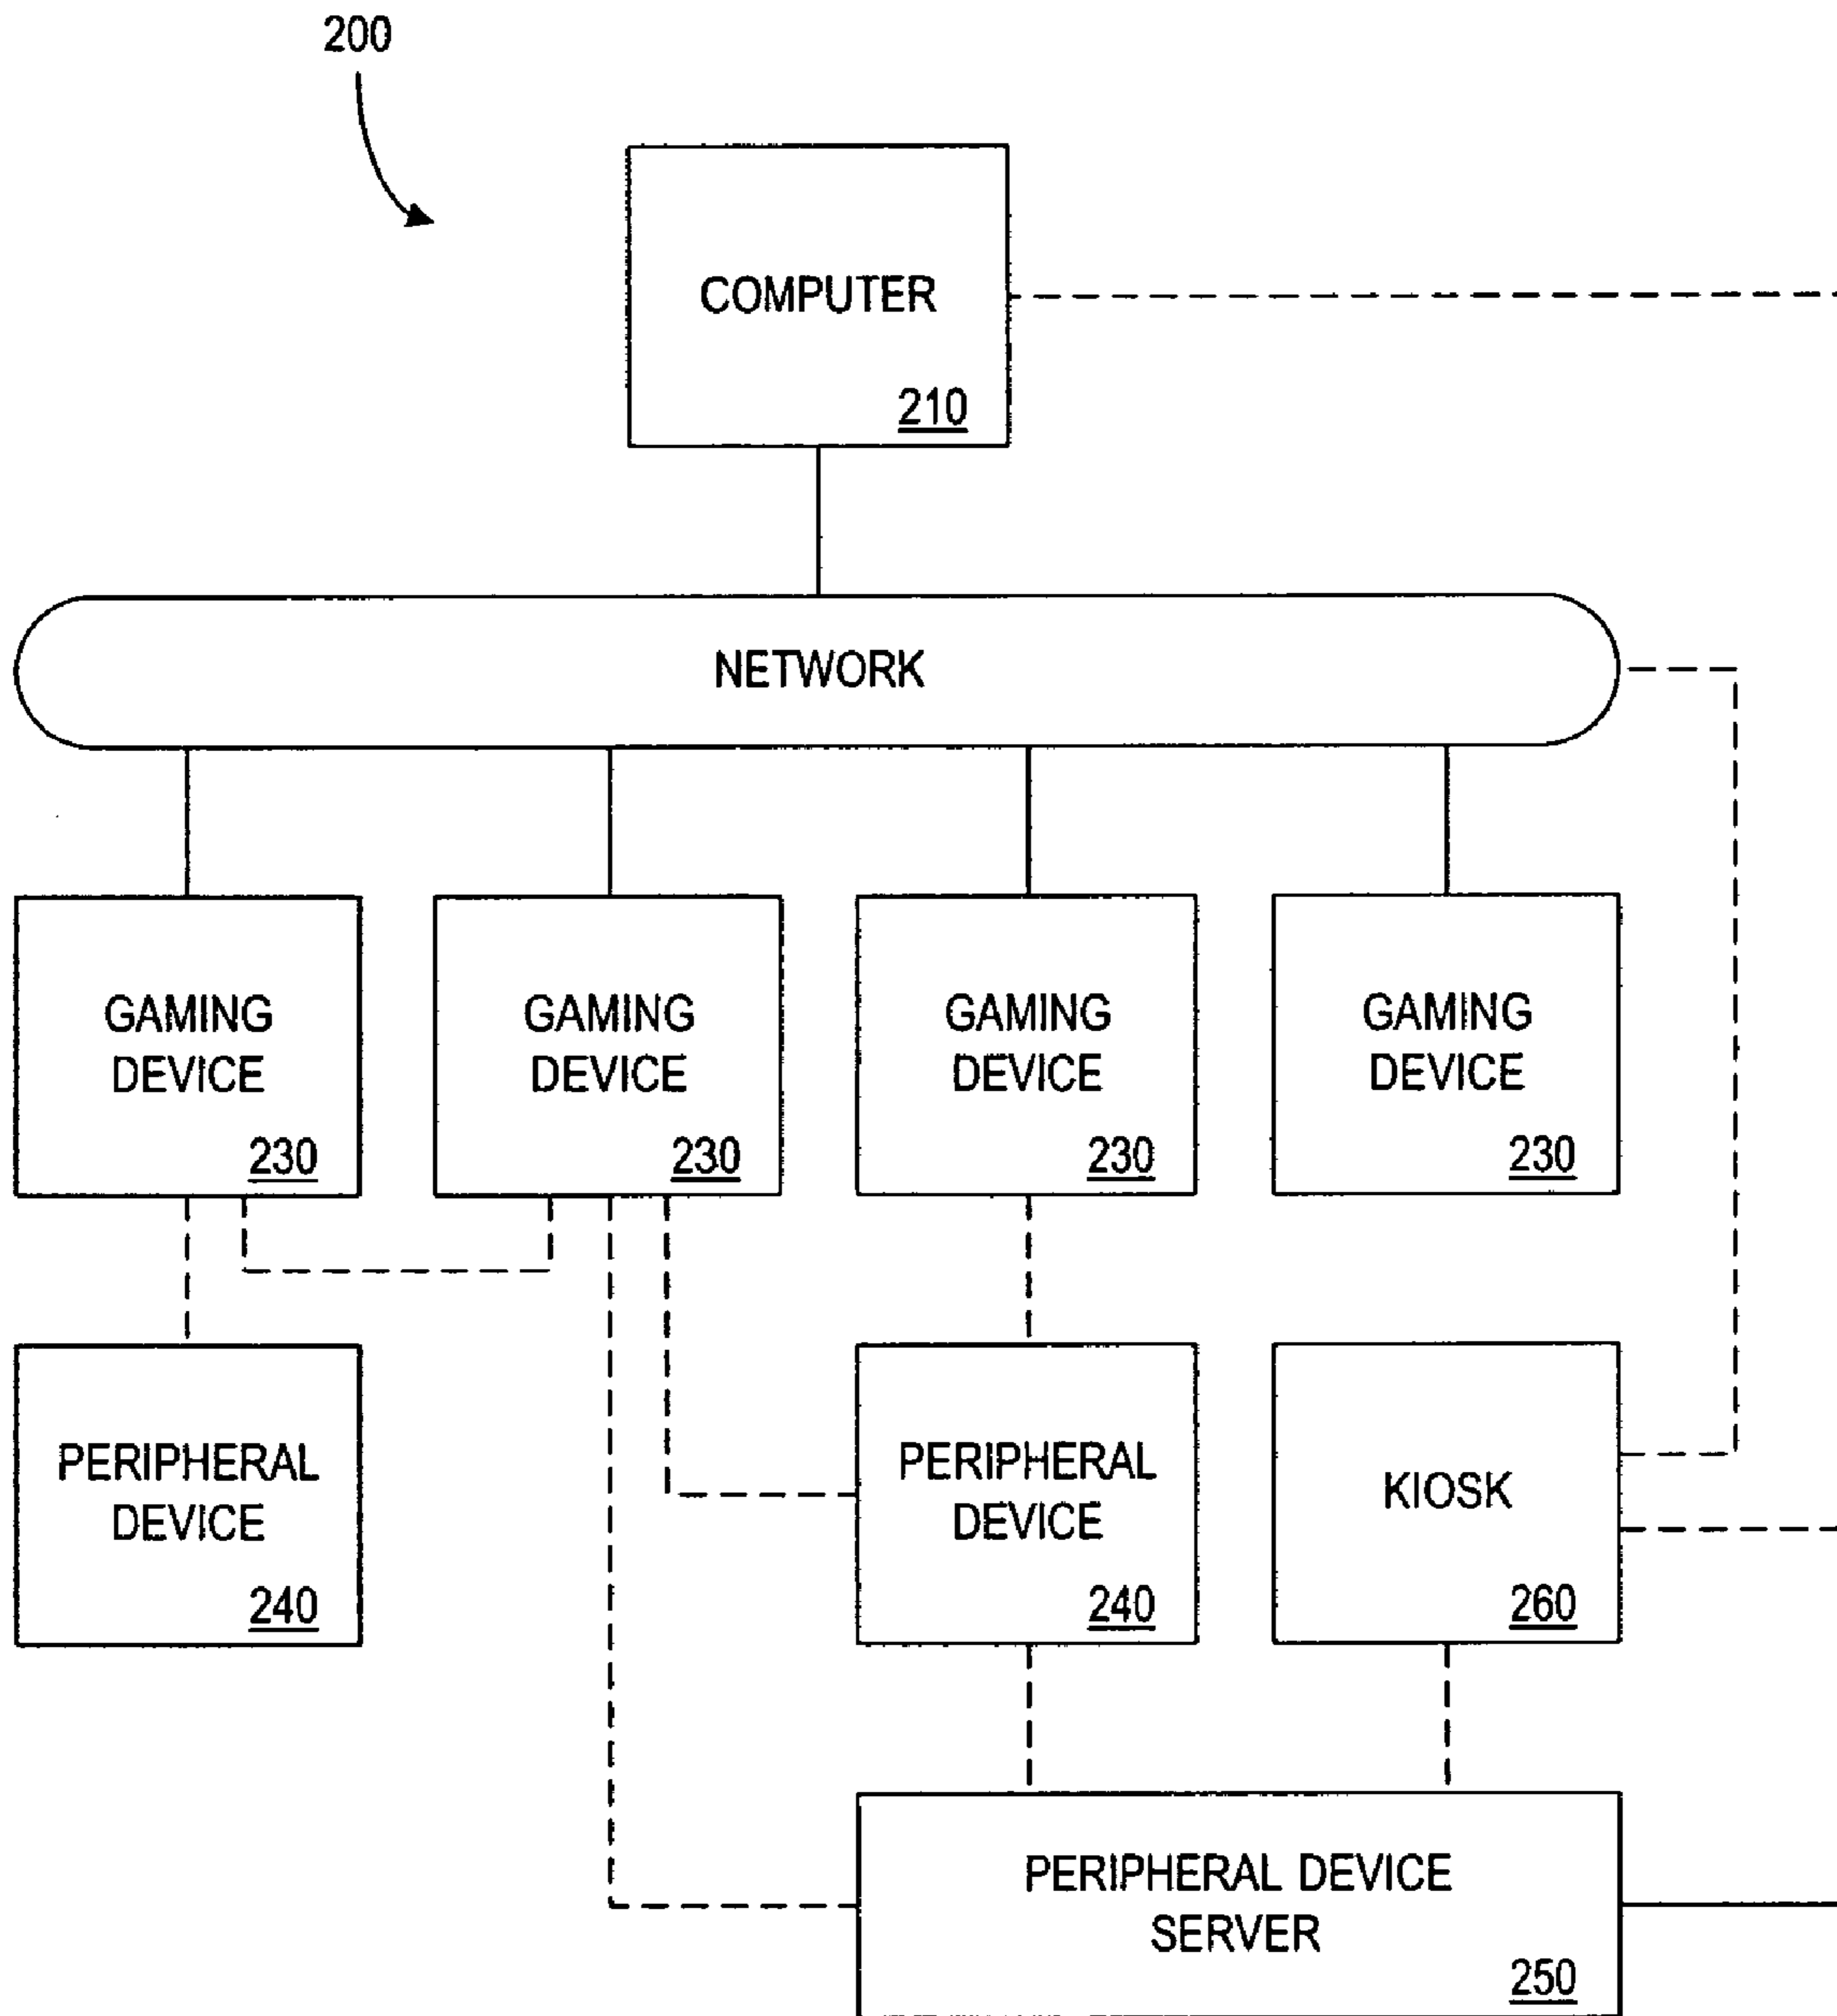 200
COMPUTER
210
NETWORK
GAMING
DEVICE
230
GAMING
DEVICE
230
GAMING
DEVICE
230
GAMING
DEVICE
230
PERIPHERAL
DEVICE
240
PERIPHERAL
DEVICE
240
KIOSK
260
PERIPHERAL DEVICE
SERVER
250